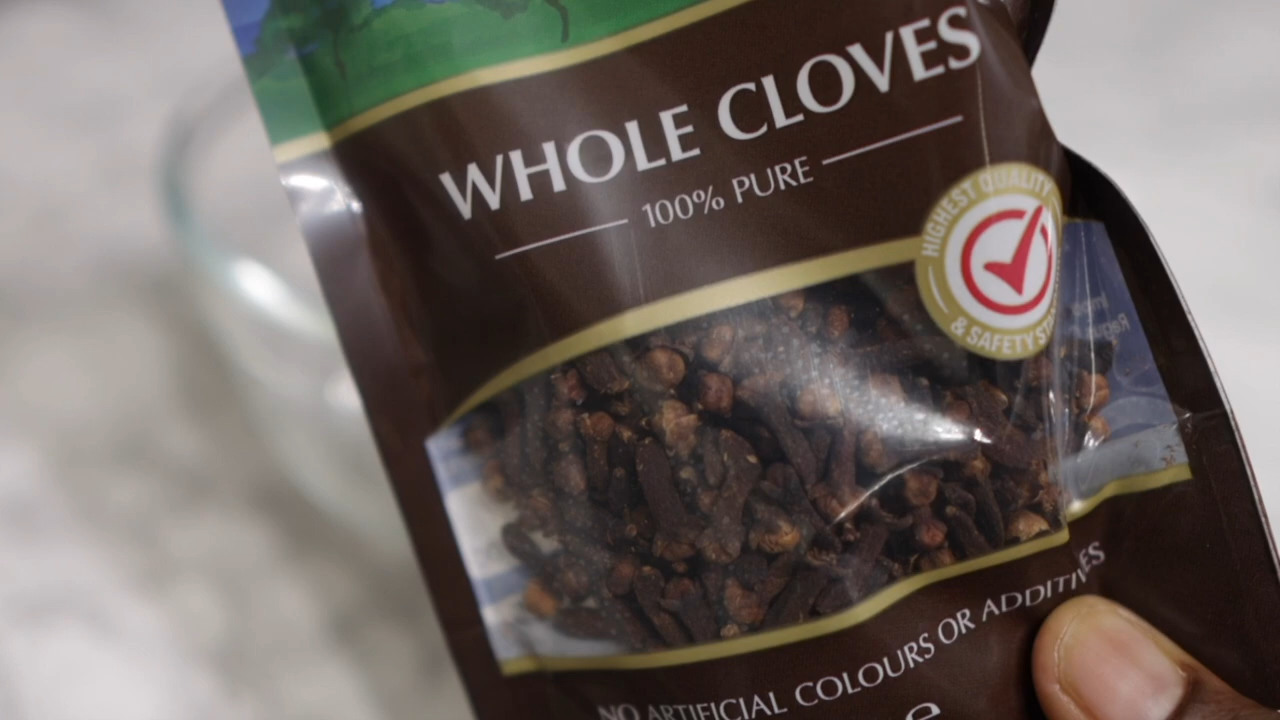 WHOLE CLOVES
100% PURE
HIGHEST QUALITY
& SAFETY
NO ARTIFICIAL COLOURS OR ADDITIVES